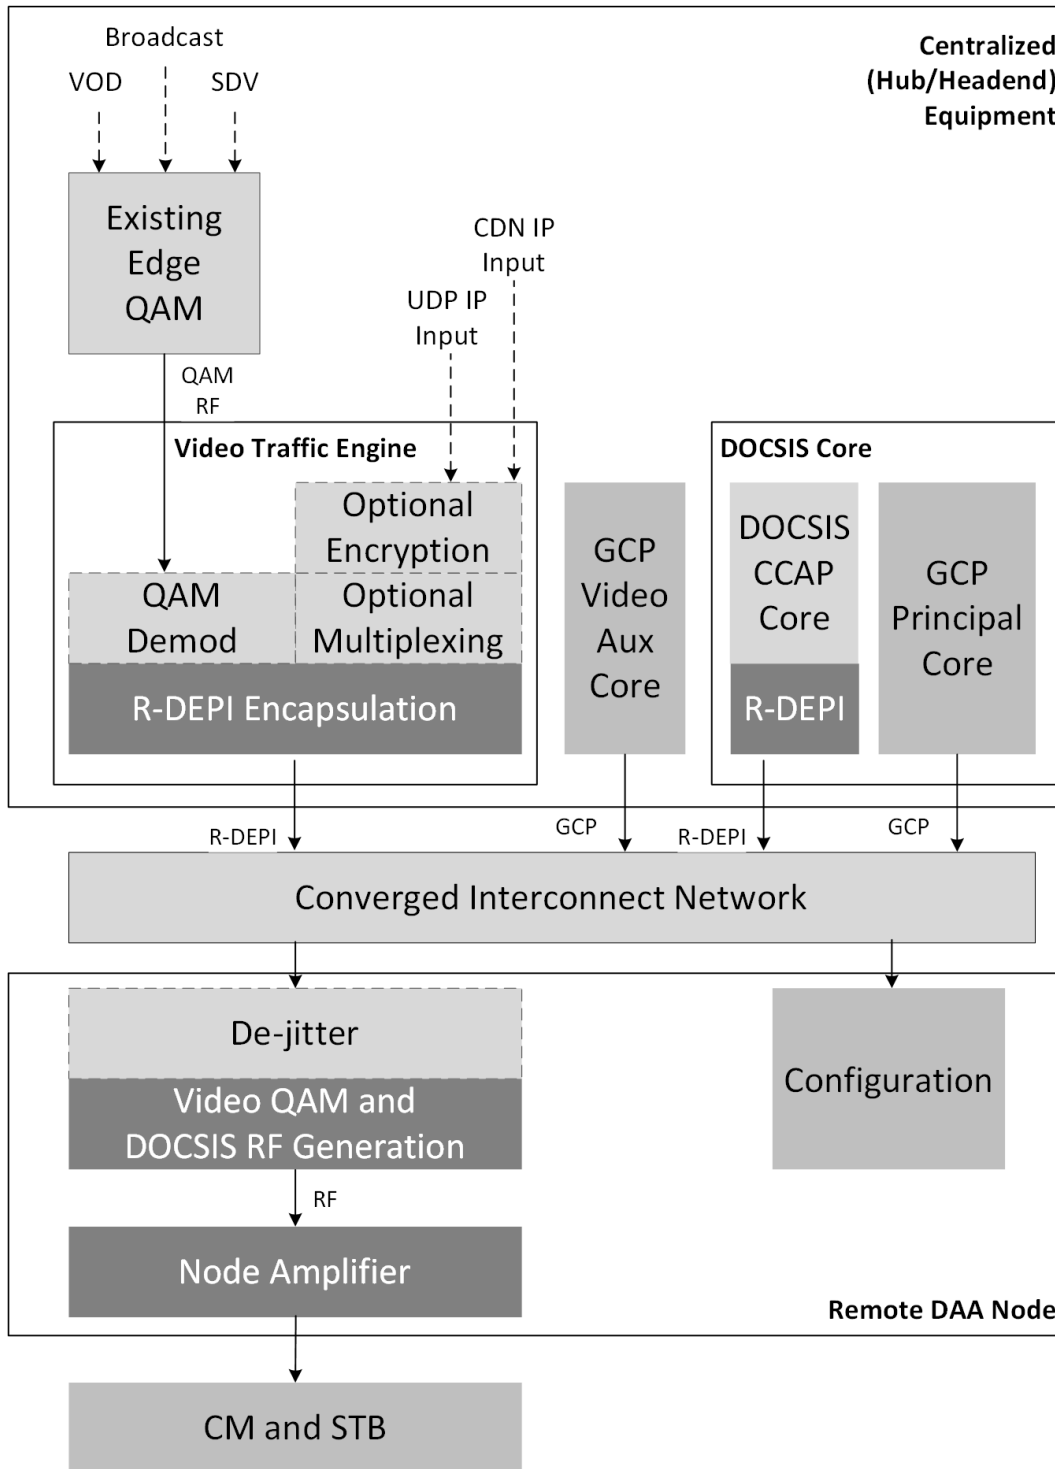 Broadcast
VOD
SDV
Centralized
(Hub/Headend)
Equipment
Existing
Edge
QAM
CDN IP
Input
UDP IP
Input
QAM
RF
Video Traffic Engine
Optional
Encryption
QAM
Demod
Optional
Multiplexing
R-DEPI Encapsulation
GCP
Video
Aux
Core
DOCSIS Core
DOCSIS
CCAP
Core
R-DEPI
GCP
Principal
Core
R-DEPI
GCP
R-DEPI
GCP
Converged Interconnect Network
De-jitter
Video QAM and
DOCSIS RF Generation
Configuration
RF
Node Amplifier
Remote DAA Node
CM and STB